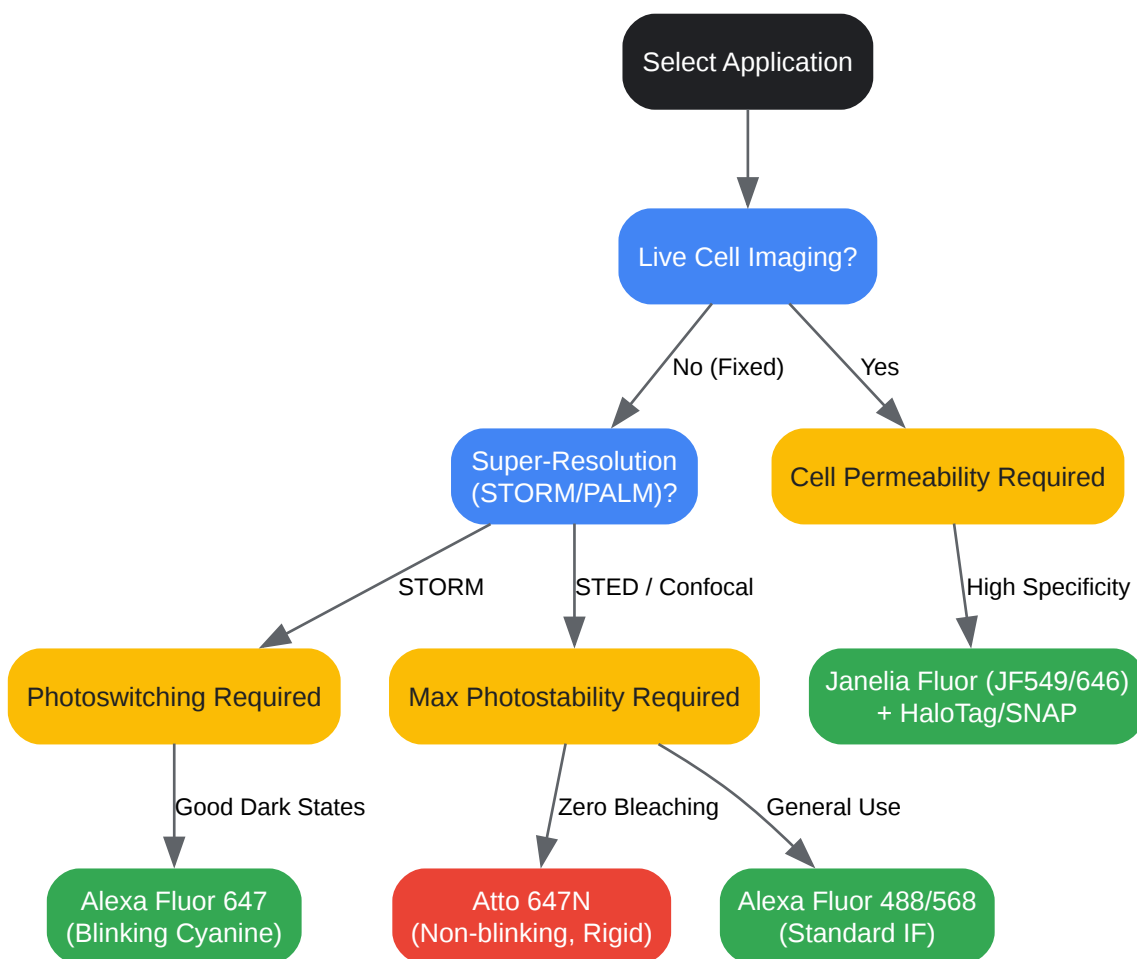 Select Application
Live Cell Imaging?
No (Fixed)
Yes
Super-Resolution
(STORM/PALM)?
Cell Permeability Required
STORM
STED / Confocal
High Specificity
Photoswitching Required
Max Photostability Required
Janelia Fluor (JF549/646)
+ HaloTag/SNAP
Good Dark States
Zero Bleaching
General Use
Alexa Fluor 647
(Blinking Cyanine)
Atto 647N
(Non-blinking, Rigid)
Alexa Fluor 488/568
(Standard IF)